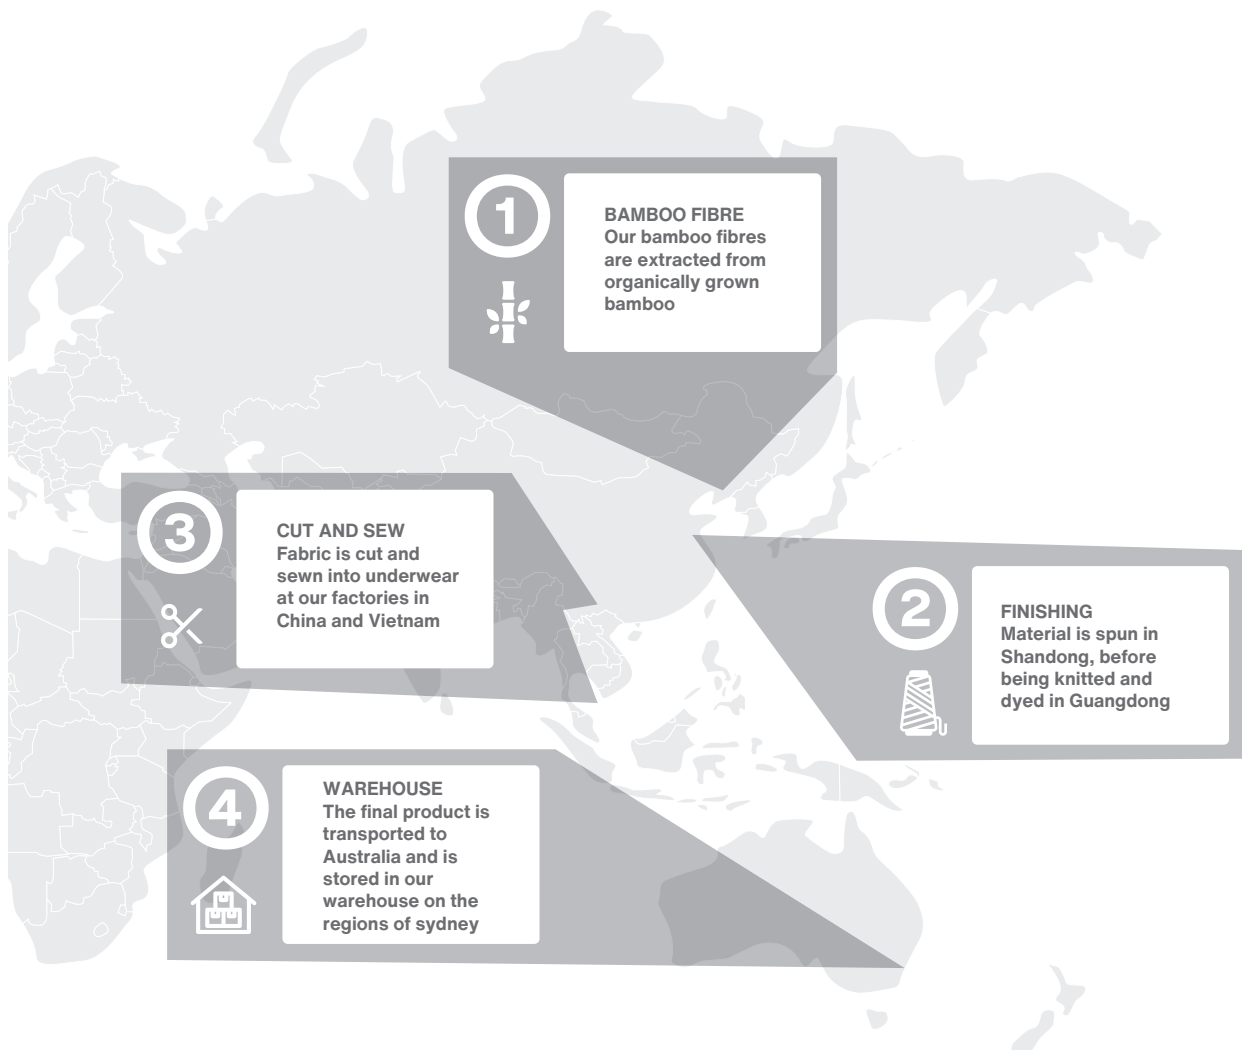 1
BAMBOO FIBRE
Our bamboo fibres
are extracted from
organically grown
bamboo
2
FINISHING
Material is spun in
Shandong, before
being knitted and
dyed in Guangdong
3
CUT AND SEW
Fabric is cut and
sewn into underwear
at our factories in
China and Vietnam
4
WAREHOUSE
The final product is
transported to
Australia and is
stored in our
warehouse on the
regions of sydney